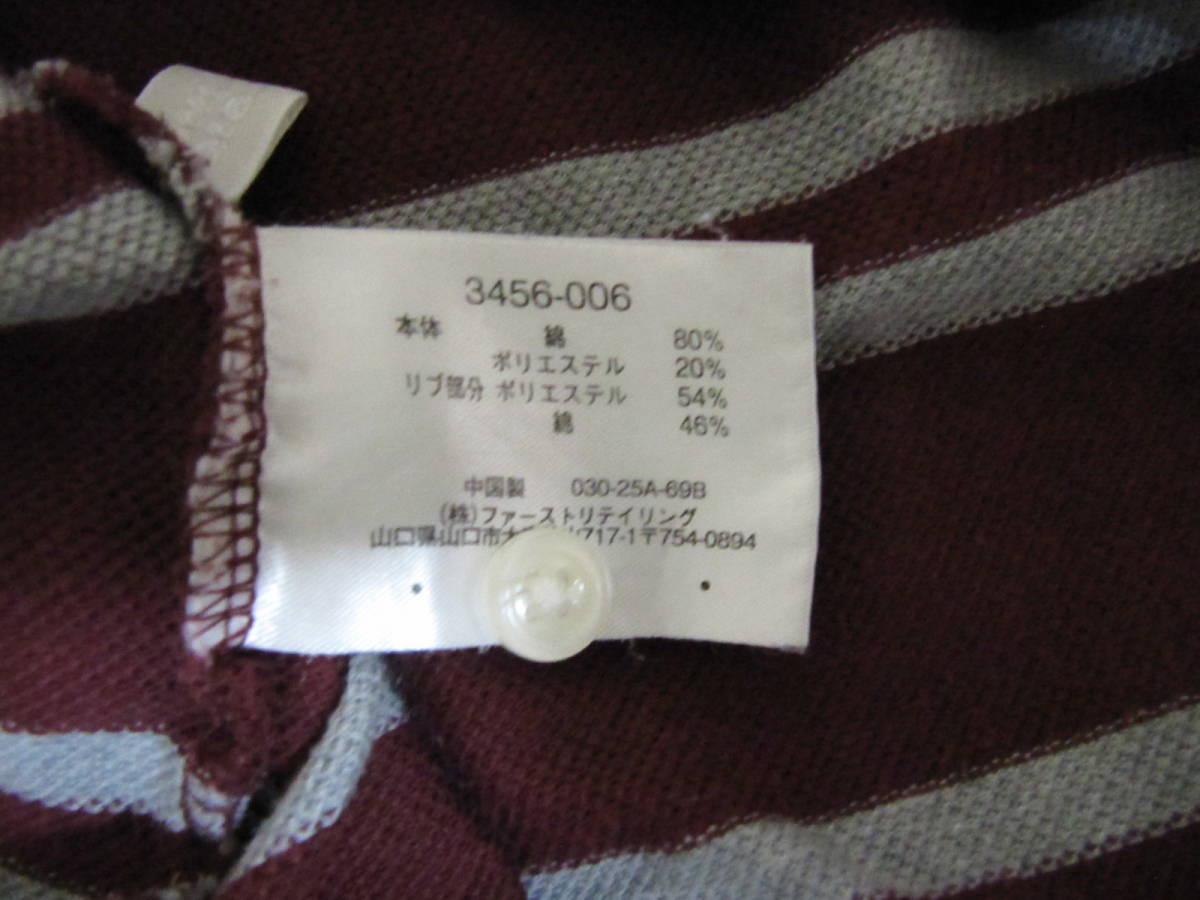 3456-006
本体 綿 80%
ポリエステル 20%
リブ部分 ポリエステル 54%
綿 46%
中国製 030-25A-69B
(株)ファーストリテイリング
山口県山口市大 717-1〒754-0894